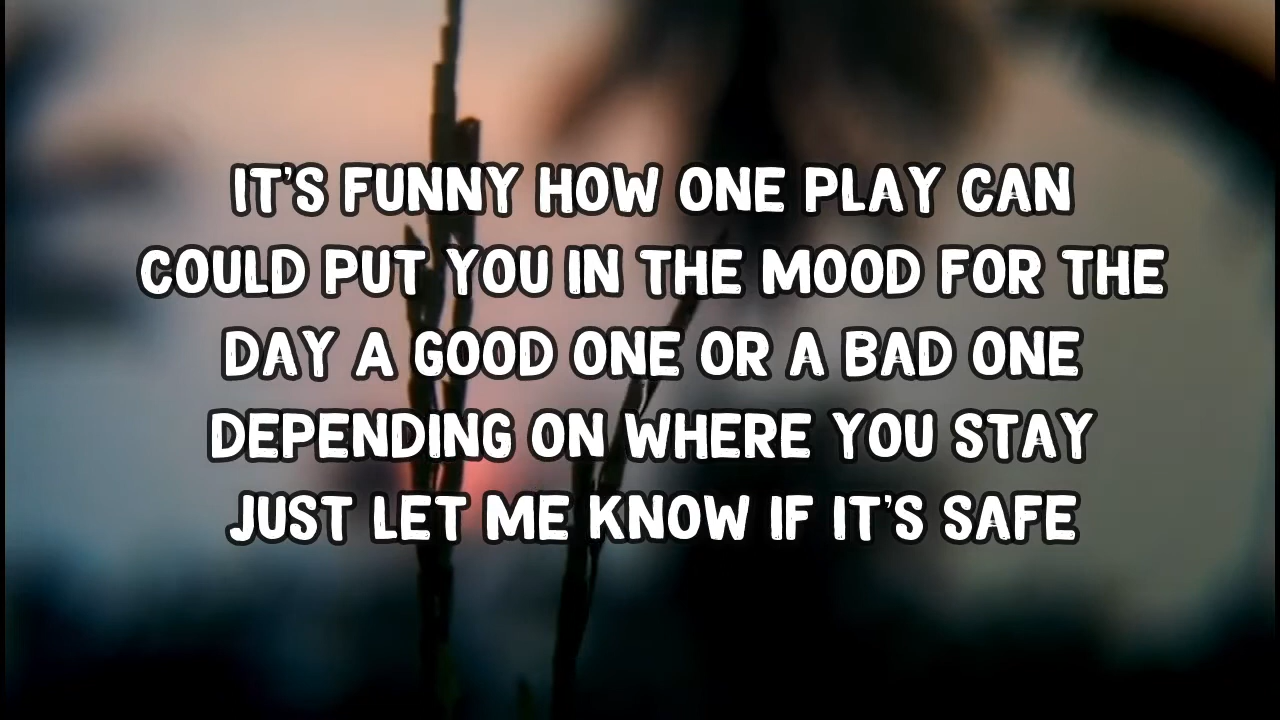 IT'S FUNNY HOW ONE PLAY CAN
COULD PUT YOU IN THE MOOD FOR THE
DAY A GOOD ONE OR A BAD ONE
DEPENDING ON WHERE YOU STAY
JUST LET ME KNOW IF IT'S SAFE